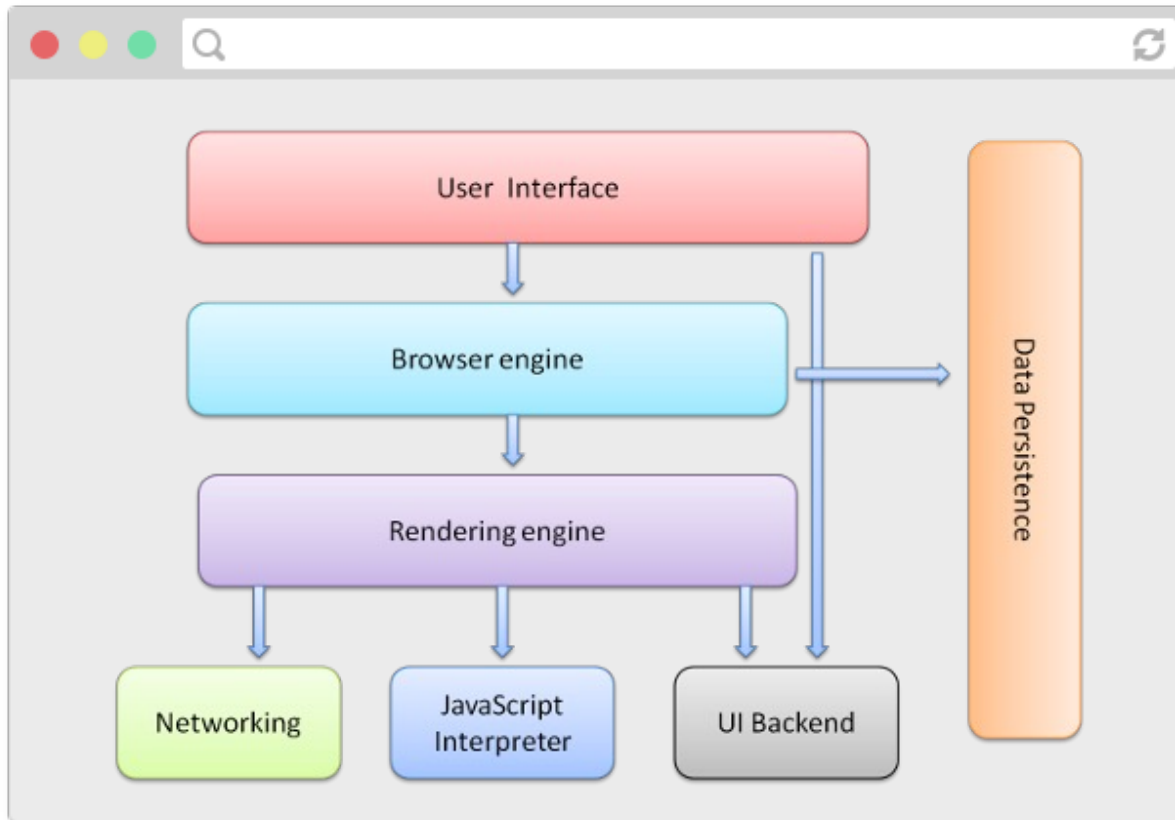 User Interface
Browser engine
Data Persistence
Rendering engine
Networking
JavaScript
Interpreter
UI Backend